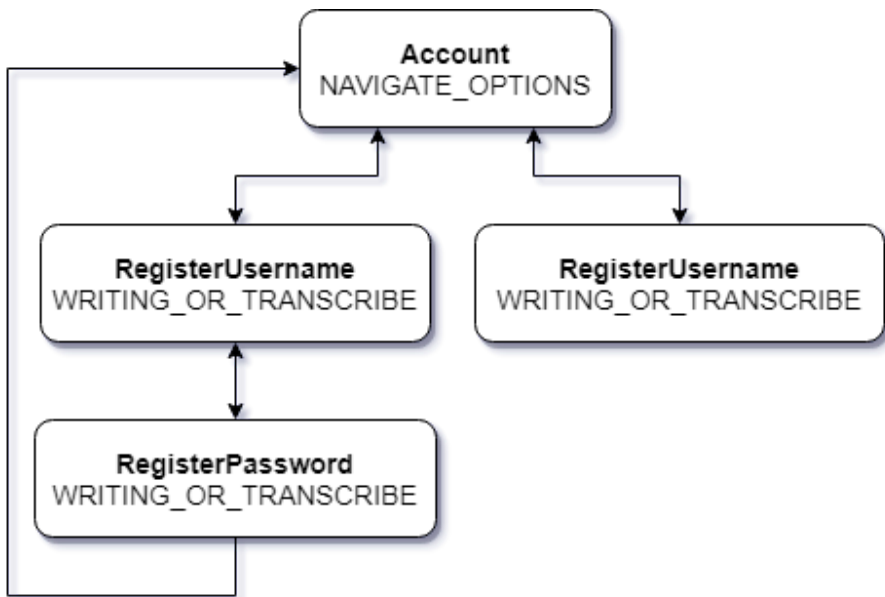 Account
NAVIGATE_OPTIONS
RegisterUsername
WRITING_OR_TRANSCRIBE
RegisterUsername
WRITING_OR_TRANSCRIBE
RegisterPassword
WRITING_OR_TRANSCRIBE